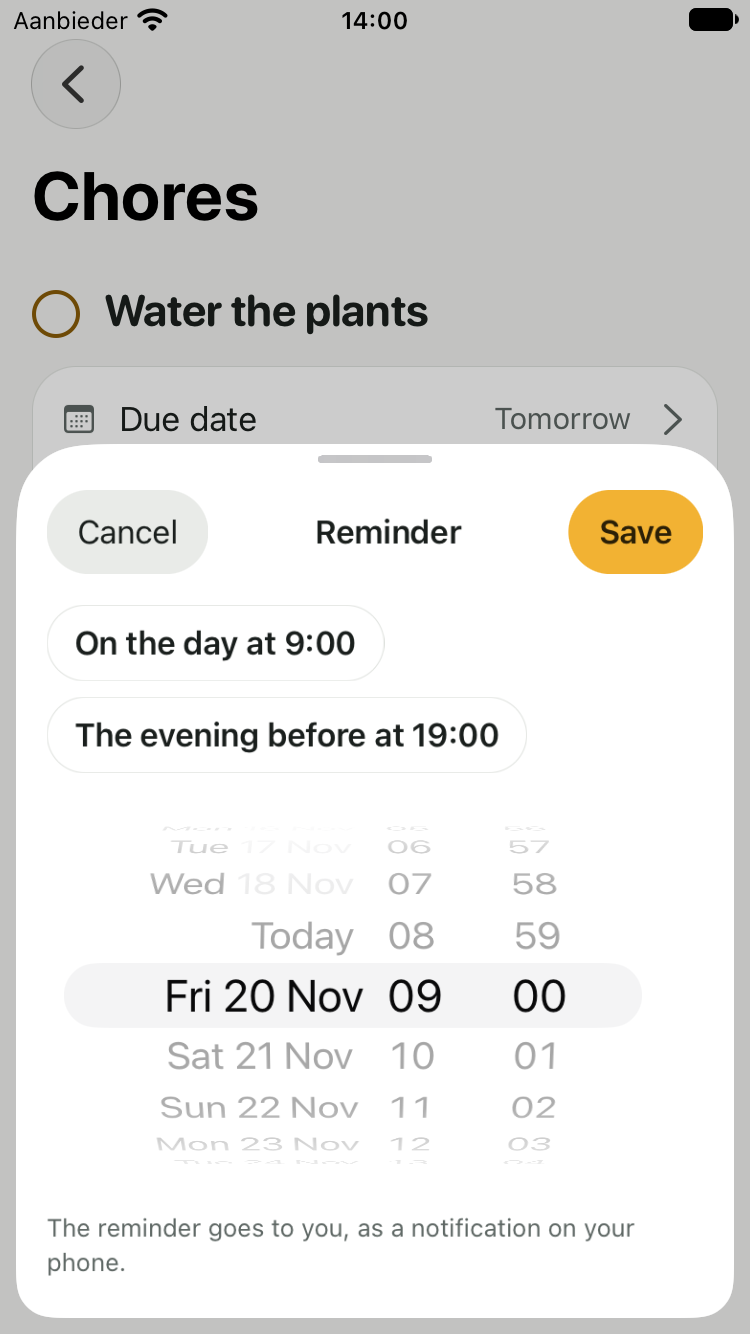 Aanbieder 14:00
Chores
Water the plants
Due date Tomorrow
Cancel Reminder Save
On the day at 9:00
The evening before at 19:00
Tue 17 Nov 06 57
Wed 18 Nov 07 58
Today 08 59
Fri 20 Nov 09 00
Sat 21 Nov 10 01
Sun 22 Nov 11 02
Mon 23 Nov 12 03
The reminder goes to you, as a notification on your
phone.